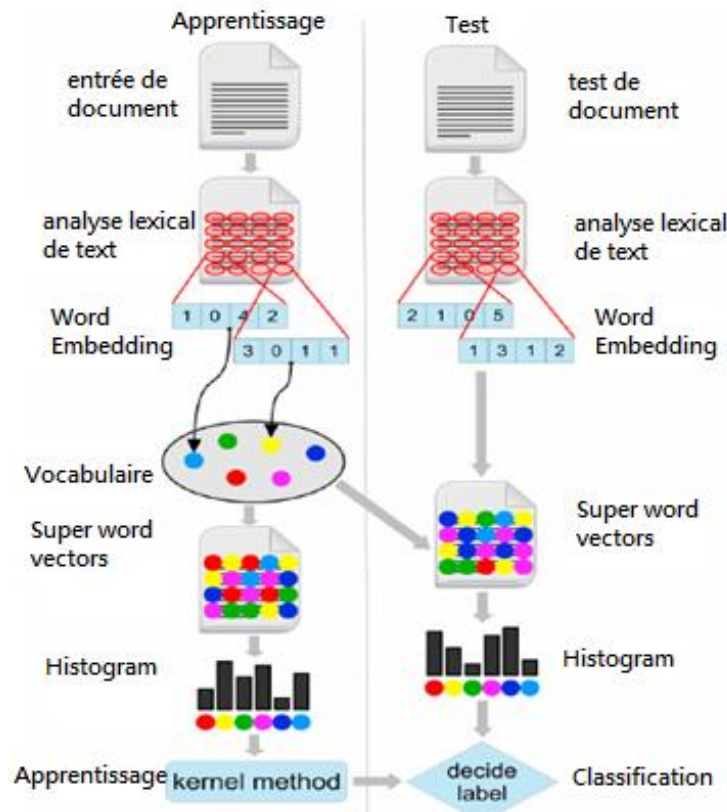 Apprentissage
Test
entrée de
document
test de
document
analyse lexical
de text
analyse lexical
de text
1 0 4 2
3 0 1 1
Word
Embedding
2 1 0 5
1 3 1 2
Word
Embedding
Vocabulaire
Super word
vectors
Super word
vectors
Histogram
Histogram
Apprentissage
kernel method
decide
label
Classification